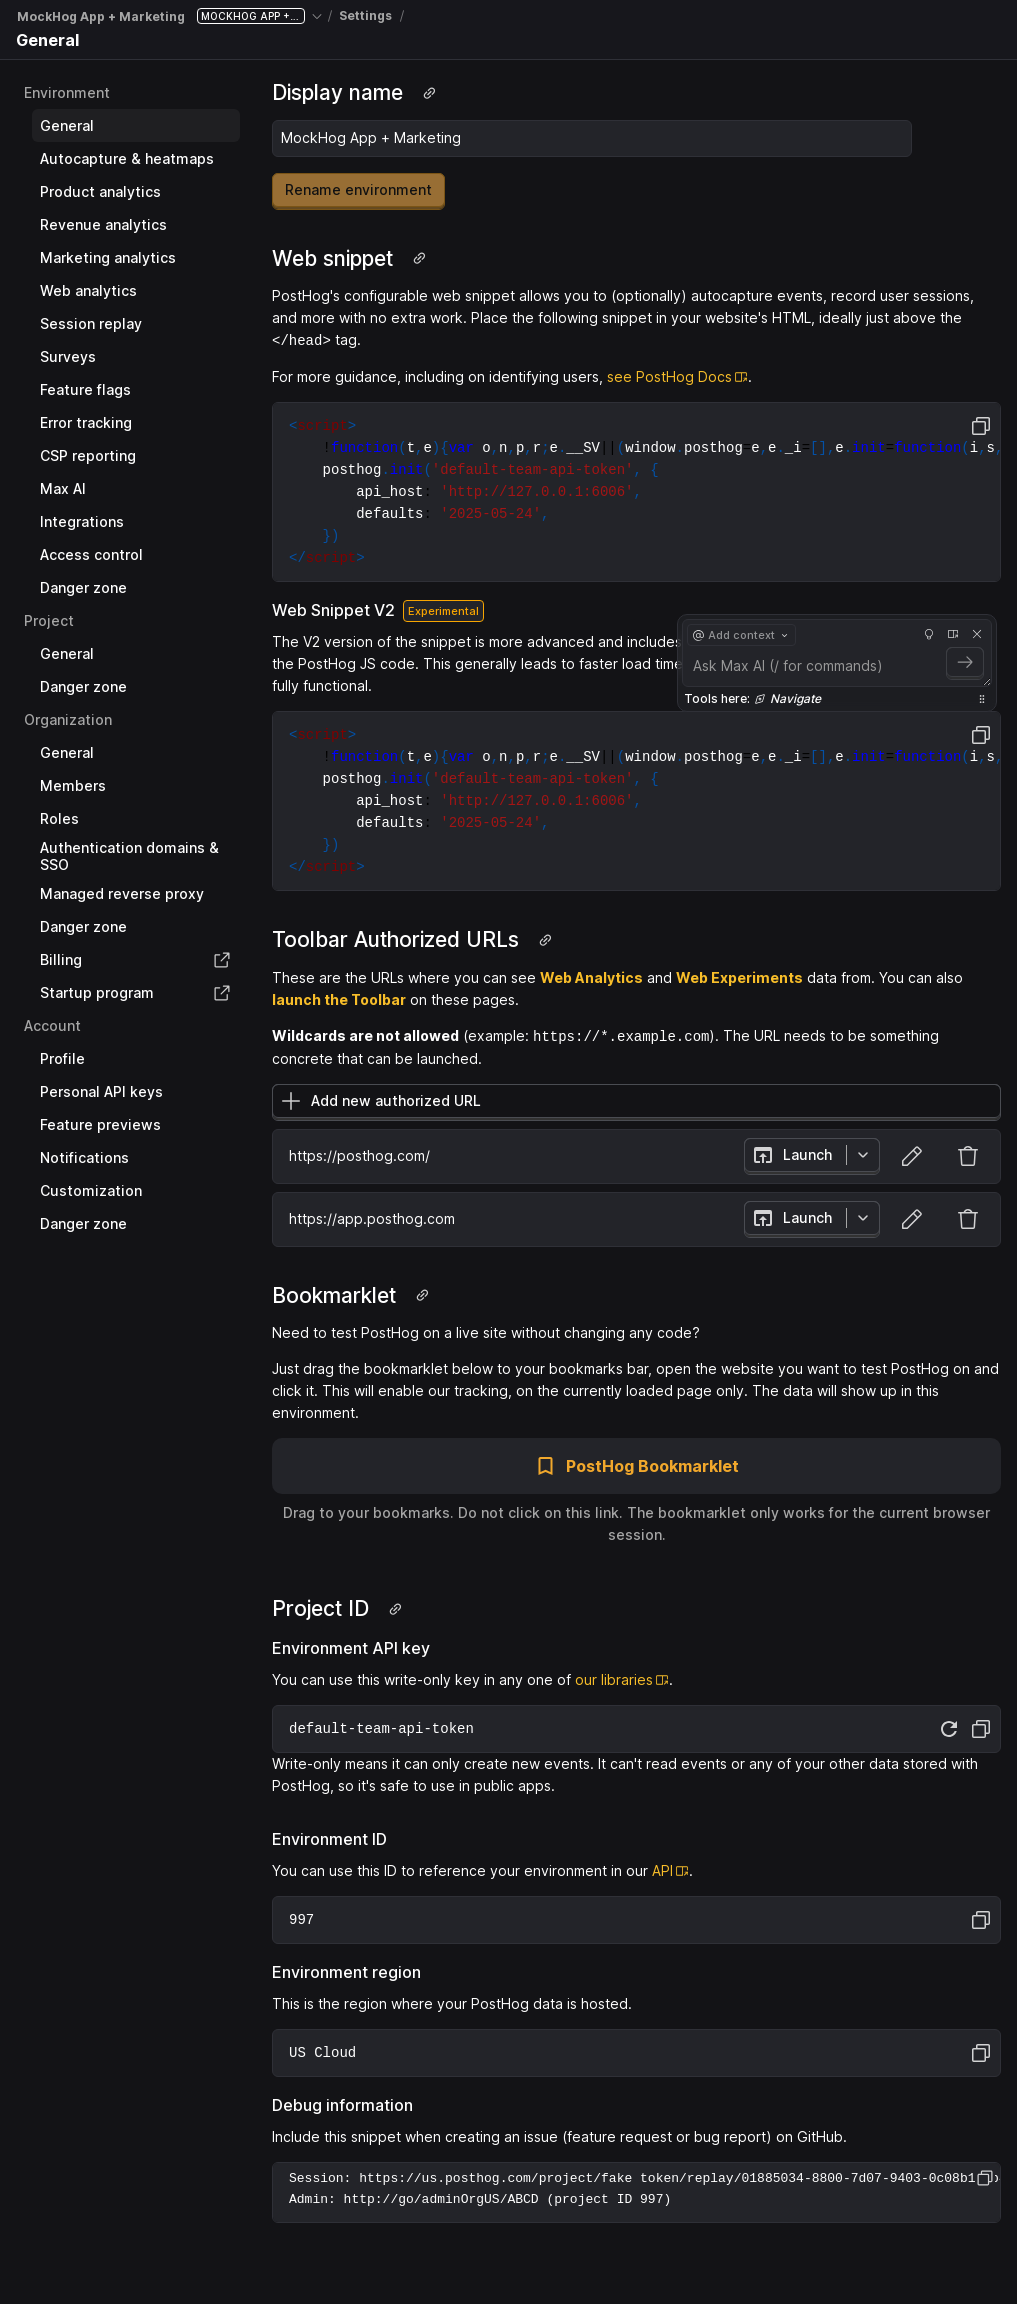 MockHog App + Marketing MOCKHOG APP +... / Settings /
General
Environment
General
Autocapture & heatmaps
Product analytics
Revenue analytics
Marketing analytics
Web analytics
Session replay
Surveys
Feature flags
Error tracking
CSP reporting
Max AI
Integrations
Access control
Danger zone
Project
General
Danger zone
Organization
General
Members
Roles
Authentication domains &
SSO
Managed reverse proxy
Danger zone
Billing
Startup program
Account
Profile
Personal API keys
Feature previews
Notifications
Customization
Danger zone
Display name
MockHog App + Marketing
Rename environment
Web snippet
PostHog's configurable web snippet allows you to (optionally) autocapture events, record user sessions,
and more with no extra work. Place the following snippet in your website's HTML, ideally just above the
</head> tag.
For more guidance, including on identifying users, see PostHog Docs.
<script>
!function(t,e){var o,n,p,r;e.__SV||(window.posthog=e,e._i=[],e.init=function(i,s,
posthog.init('default-team-api-token', {
api_host: 'http://127.0.0.1:6006',
defaults: '2025-05-24',
})
</script>
Web Snippet V2 Experimental
The V2 version of the snippet is more advanced and includes
the PostHog JS code. This generally leads to faster load time
fully functional.
@ Add context
Ask Max AI (/ for commands)
Tools here: Navigate
<script>
!function(t,e){var o,n,p,r;e.__SV||(window.posthog=e,e._i=[],e.init=function(i,s,
posthog.init('default-team-api-token', {
api_host: 'http://127.0.0.1:6006',
defaults: '2025-05-24',
})
</script>
Toolbar Authorized URLs
These are the URLs where you can see Web Analytics and Web Experiments data from. You can also
launch the Toolbar on these pages.
Wildcards are not allowed (example: https://*.example.com). The URL needs to be something
concrete that can be launched.
Add new authorized URL
https://posthog.com/ Launch
https://app.posthog.com Launch
Bookmarklet
Need to test PostHog on a live site without changing any code?
Just drag the bookmarklet below to your bookmarks bar, open the website you want to test PostHog on and
click it. This will enable our tracking, on the currently loaded page only. The data will show up in this
environment.
PostHog Bookmarklet
Drag to your bookmarks. Do not click on this link. The bookmarklet only works for the current browser
session.
Project ID
Environment API key
You can use this write-only key in any one of our libraries.
default-team-api-token
Write-only means it can only create new events. It can't read events or any of your other data stored with
PostHog, so it's safe to use in public apps.
Environment ID
You can use this ID to reference your environment in our API.
997
Environment region
This is the region where your PostHog data is hosted.
US Cloud
Debug information
Include this snippet when creating an issue (feature request or bug report) on GitHub.
Session: https://us.posthog.com/project/fake token/replay/01885034-8800-7d07-9403-0c08b1
Admin: http://go/adminOrgUS/ABCD (project ID 997)